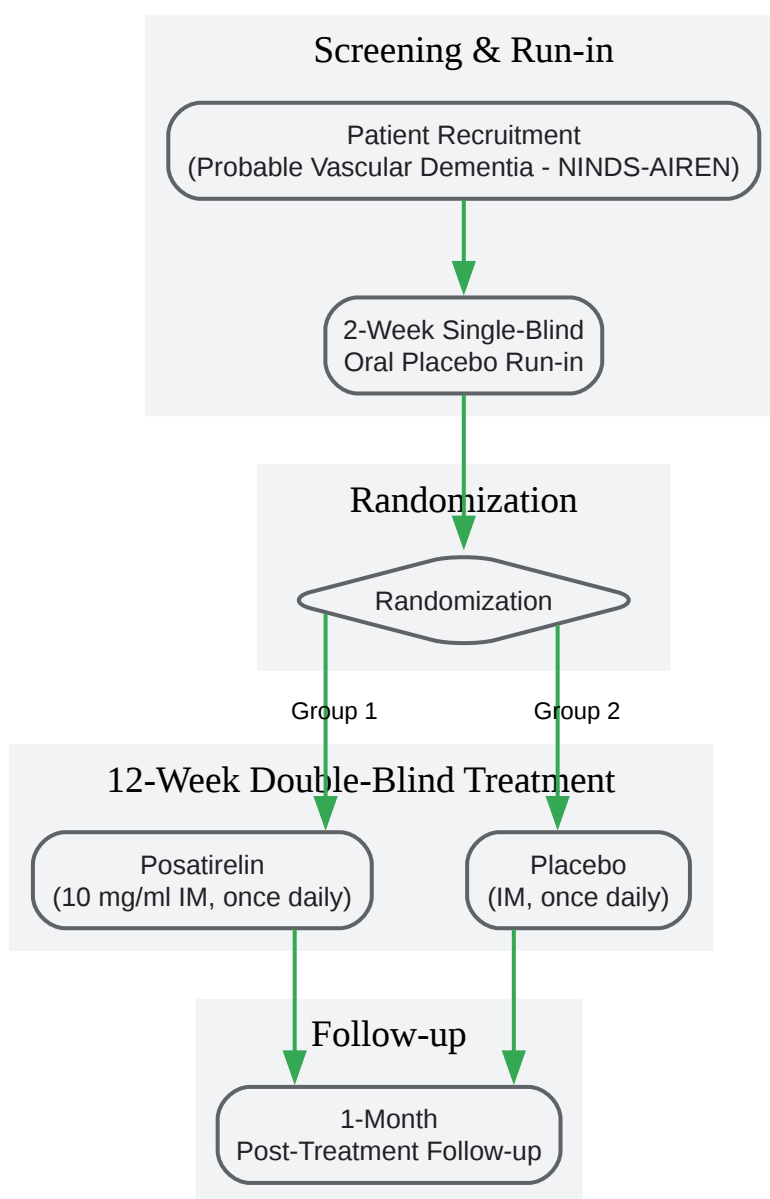 Screening & Run-in
Patient Recruitment
(Probable Vascular Dementia - NINDS-AIREN)
2-Week Single-Blind
Oral Placebo Run-in
Randomization
Randomization
Group 1
Group 2
12-Week Double-Blind Treatment
Posatirelin
(10 mg/ml IM, once daily)
Placebo
(IM, once daily)
Follow-up
1-Month
Post-Treatment Follow-up